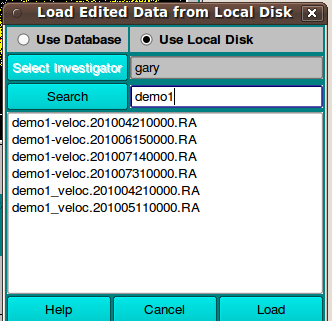 Load Edited Data from Local Disk
Use Database Use Local Disk
Select Investigator gary
Search demo1
demo1-veloc.201004210000.RA
demo1-veloc.201006150000.RA
demo1-veloc.201007140000.RA
demo1-veloc.201007310000.RA
demo1_veloc.201004210000.RA
demo1_veloc.201005110000.RA
Help Cancel Load